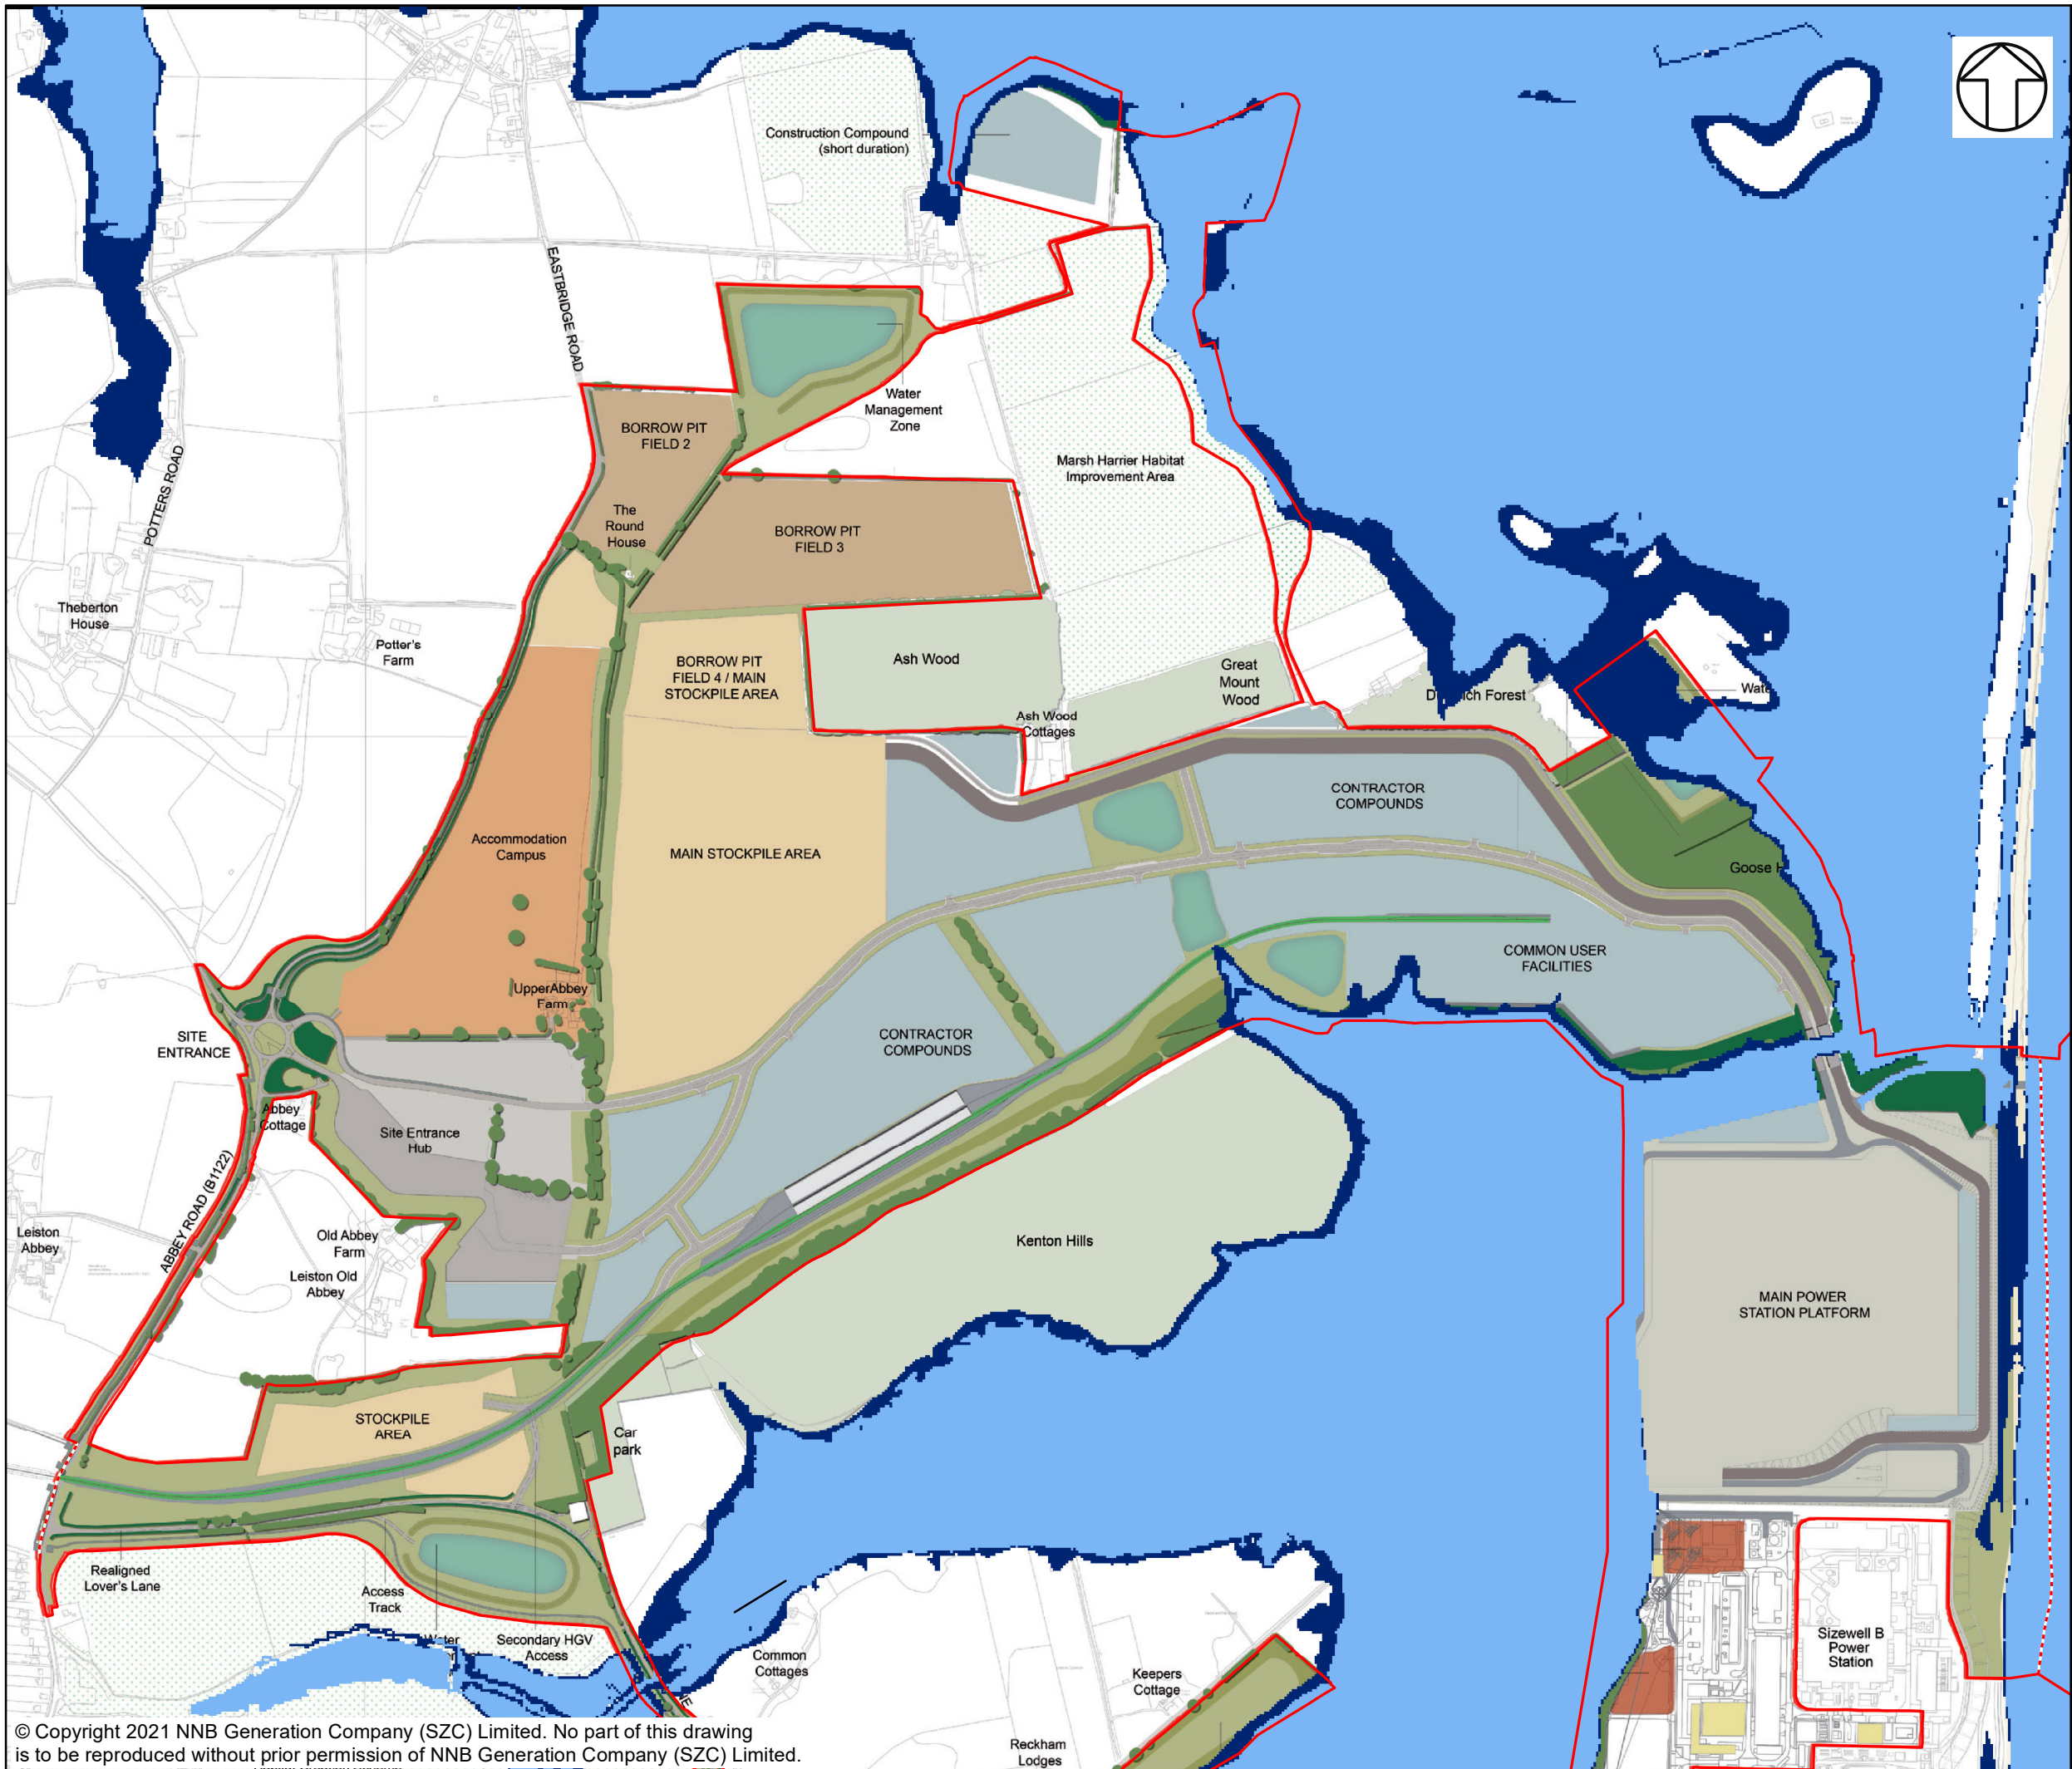 Construction Compound
(short duration)
EASTBRIDGE ROAD
Water
Management
Zone
BORROW PIT
FIELD 2
POTTERS ROAD
Marsh Harrier Habitat
Improvement Area
The
Round
House
BORROW PIT
FIELD 3
Theberton
House
Potter's
Farm
BORROW PIT
FIELD 4 / MAIN
STOCKPILE AREA
Ash Wood
Great
Mount
Wood
Forest
Ash Wood
Cottages
CONTRACTOR
COMPOUNDS
Accommodation
Campus
MAIN STOCKPILE AREA
Goose
COMMON USER
FACILITIES
UpperAbbey
Farm
SITE
ENTRANCE
CONTRACTOR
COMPOUNDS
Abbey
Cottage
Site Entrance
Hub
ABBEY ROAD (B1122)
Leiston
Abbey
Old Abbey
Farm
Leiston Old
Abbey
Kenton Hills
MAIN POWER
STATION PLATFORM
STOCKPILE
AREA
Car
park
Realigned
Lover's Lane
Access
Track
Secondary HGV
Access
Common
Cottages
Keepers
Cottage
Sizewell B
Power
Station
Reckham
Lodges
© Copyright 2021 NNB Generation Company (SZC) Limited. No part of this drawing
is to be reproduced without prior permission of NNB Generation Company (SZC) Limited.